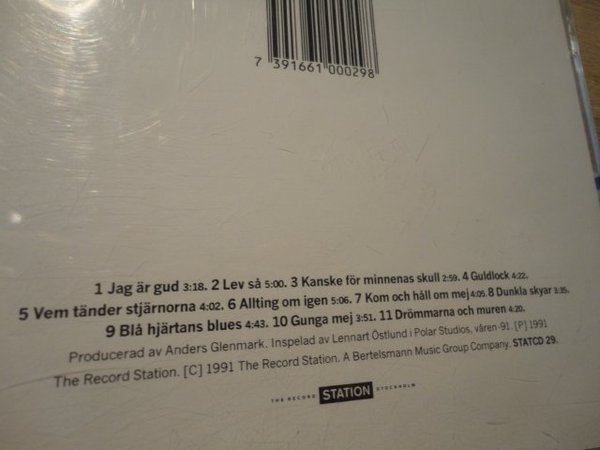 7 391661 000298
1 Jag är gud 3:18. 2 Lev så 5:00. 3 Kanske för minnenas skull 2:59. 4 Guldlock 4:22.
5 Vem tänder stjärnorna 4:02. 6 Allting om igen 5:06. 7 Kom och håll om mej 4:05. 8 Dunkla skyar 3:35.
9 Blå hjärtans blues 4:43. 10 Gunga mej 3:51. 11 Drömmarna och muren 4:20.
Producerad av Anders Glenmark. Inspelad av Lennart Östlund i Polar Studios, våren-91. [P] 1991
The Record Station. [C] 1991 The Record Station. A Bertelsmann Music Group Company. STATCD 29.
THE RECORD STATION STOCKHOLM